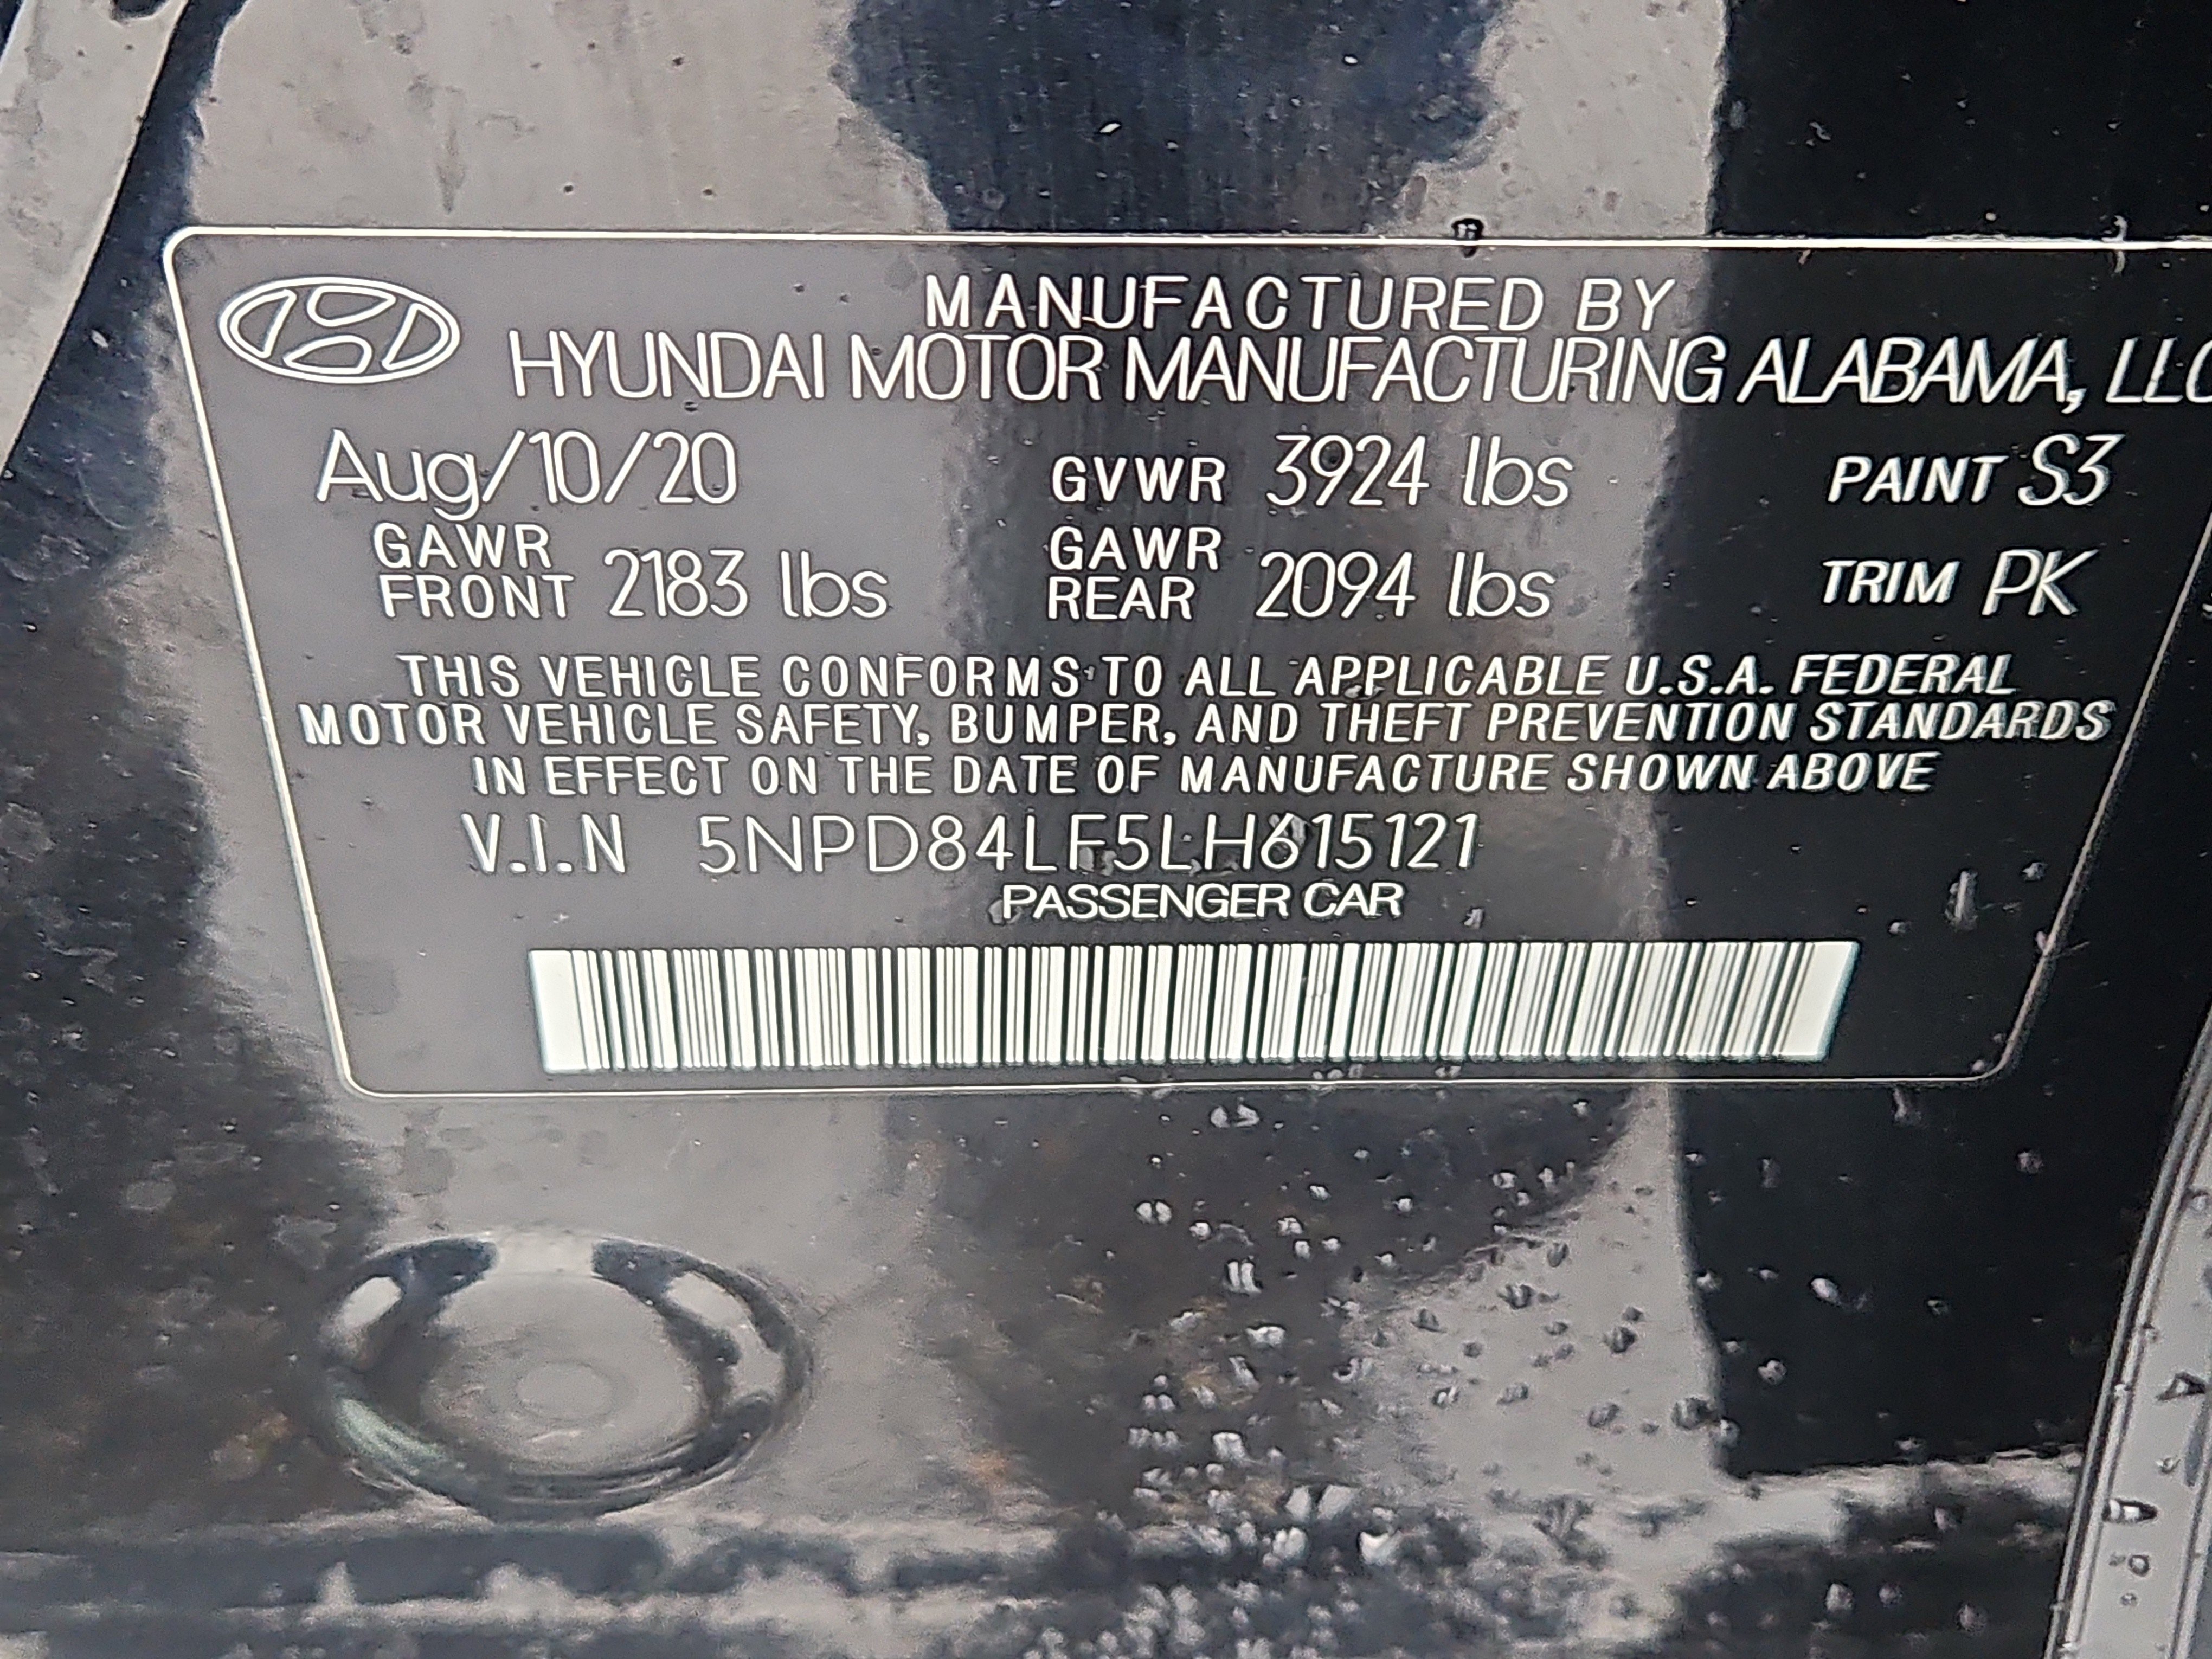 MANUFACTURED BY
HYUNDAI MOTOR MANUFACTURING ALABAMA, LLC
Aug/10/20 GVWR 3924 lbs PAINT S3
GAWR FRONT 2183 lbs GAWR REAR 2094 lbs TRIM PK
THIS VEHICLE CONFORMS TO ALL APPLICABLE U.S.A. FEDERAL
MOTOR VEHICLE SAFETY, BUMPER, AND THEFT PREVENTION STANDARDS
IN EFFECT ON THE DATE OF MANUFACTURE SHOWN ABOVE
V.I.N 5NPD84LF5LH615121
PASSENGER CAR